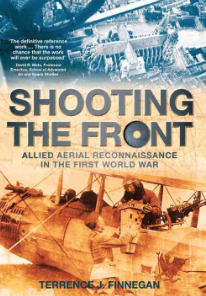 "The definitive reference
work ... There is no
chance that the work
will ever be surpassed"
SHOOTING
THE FRONT
ALLIED AERIAL RECONNAISSANCE
IN THE FIRST WORLD WAR
TERRENCE J. FINNEGAN